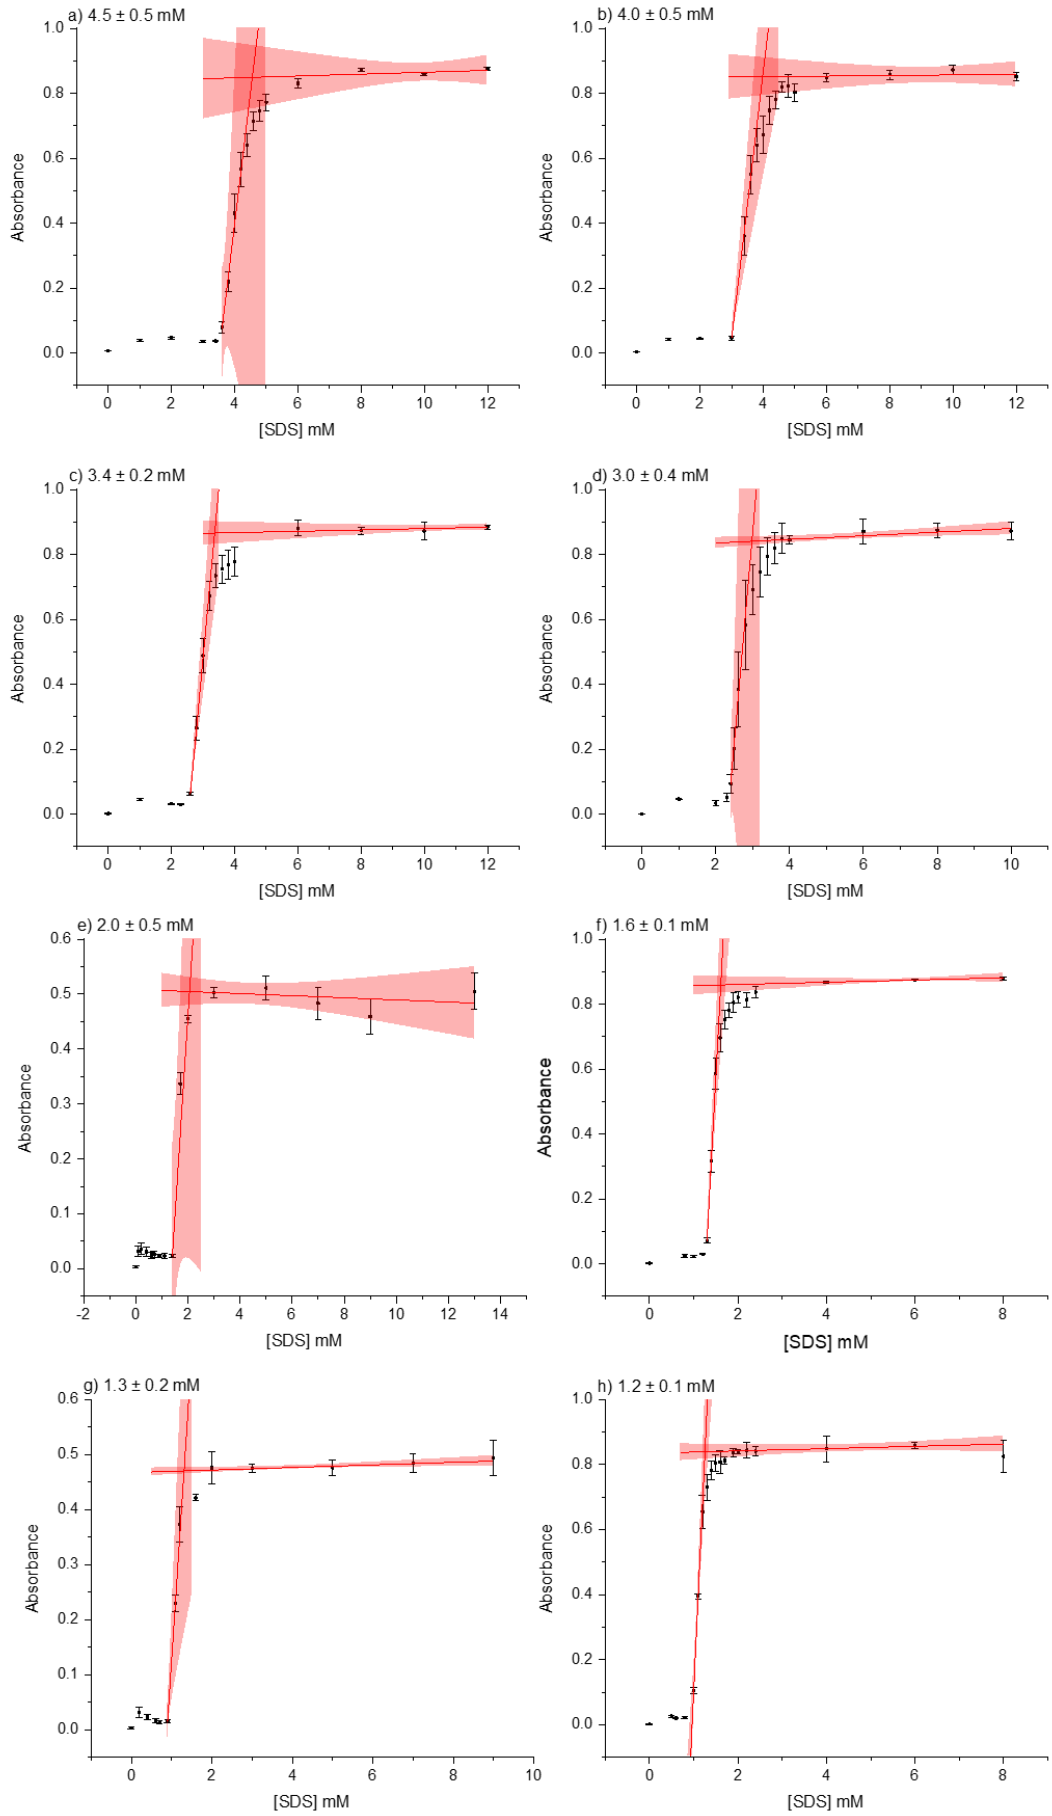 a) 4.5 ± 0.5 mM
1.0
0.8
0.6
0.4
0.2
0.0
Absorbance
0 2 4 6 8 10 12
[SDS] mM
b) 4.0 ± 0.5 mM
1.0
0.8
0.6
0.4
0.2
0.0
Absorbance
0 2 4 6 8 10 12
[SDS] mM
c) 3.4 ± 0.2 mM
1.0
0.8
0.6
0.4
0.2
0.0
Absorbance
0 2 4 6 8 10 12
[SDS] mM
d) 3.0 ± 0.4 mM
1.0
0.8
0.6
0.4
0.2
0.0
Absorbance
0 2 4 6 8 10
[SDS] mM
e) 2.0 ± 0.5 mM
0.6
0.5
0.4
0.3
0.2
0.1
0.0
Absorbance
-2 0 2 4 6 8 10 12 14
[SDS] mM
f) 1.6 ± 0.1 mM
1.0
0.8
0.6
0.4
0.2
0.0
Absorbance
0 2 4 6 8
[SDS] mM
g) 1.3 ± 0.2 mM
0.6
0.5
0.4
0.3
0.2
0.1
0.0
Absorbance
0 2 4 6 8 10
[SDS] mM
h) 1.2 ± 0.1 mM
1.0
0.8
0.6
0.4
0.2
0.0
Absorbance
0 2 4 6 8
[SDS] mM